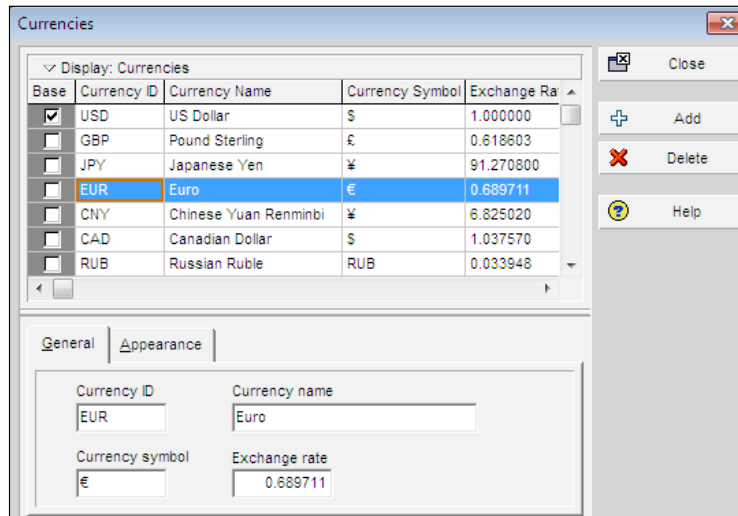 Currencies
Display: Currencies
Base Currency ID Currency Name Currency Symbol Exchange Ra
USD US Dollar $ 1.000000
GBP Pound Sterling £ 0.618603
JPY Japanese Yen ¥ 91.270800
EUR Euro € 0.689711
CNY Chinese Yuan Renminbi ¥ 6.825020
CAD Canadian Dollar $ 1.037570
RUB Russian Ruble RUB 0.033948
Close
Add
Delete
? Help
General Appearance
Currency ID Currency name
EUR Euro
Currency symbol Exchange rate
€ 0.689711